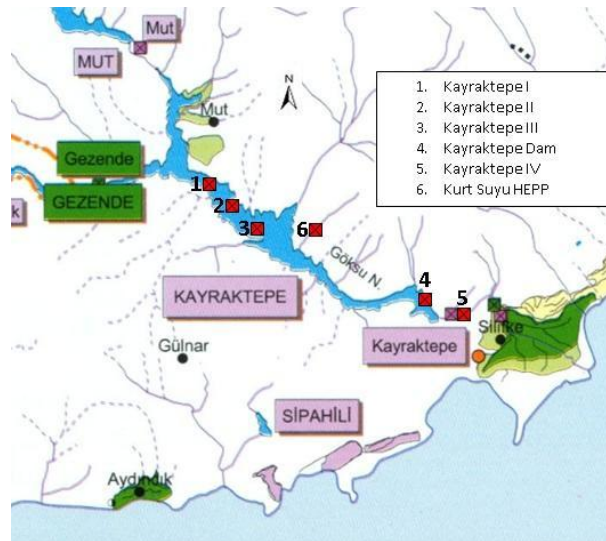 Mut
MUT
N
Mut
1. Kayraktepe I
2. Kayraktepe II
3. Kayraktepe III
4. Kayraktepe Dam
5. Kayraktepe IV
6. Kurt Suyu HEPP
Gezende
GEZENDE
k
1
2
3
6
Göksu N.
KAYRAKTEPE
4
5
Silifke
Kayraktepe
Gülnar
SİPAHİLİ
Aydıncık